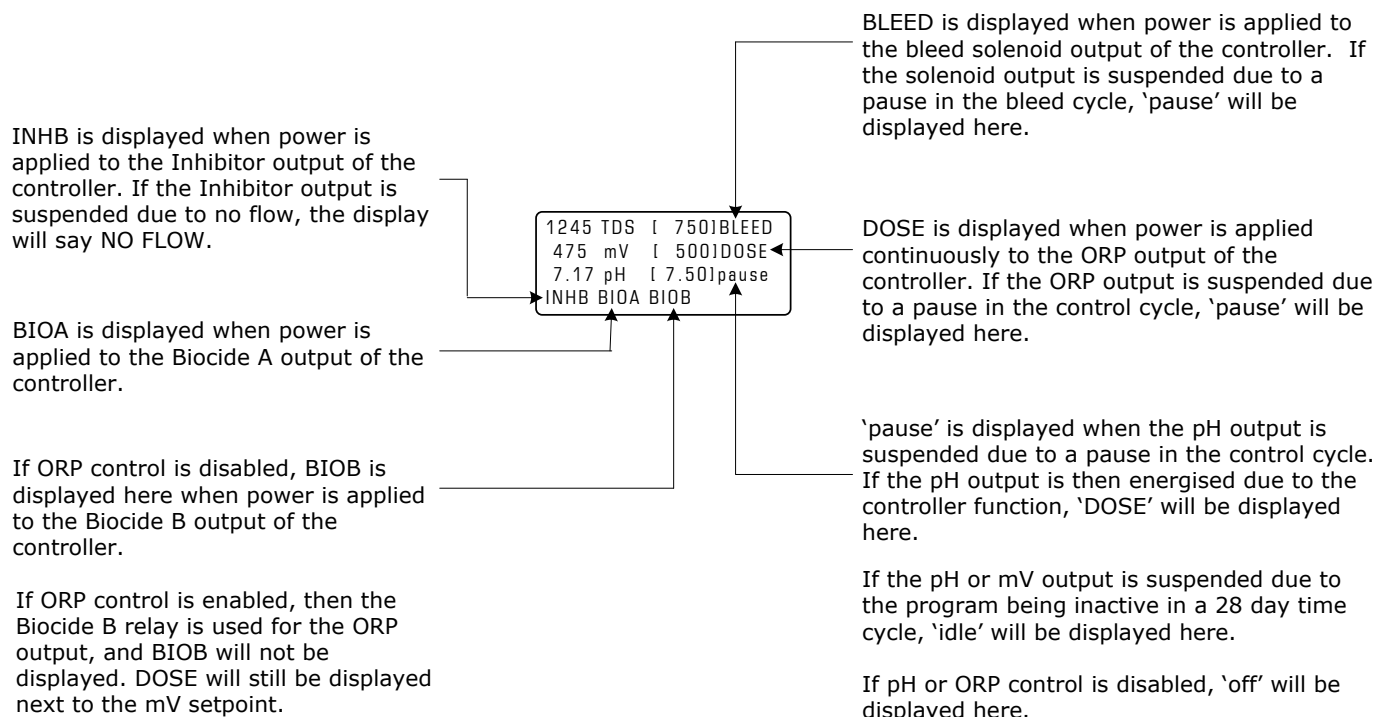 INHB is displayed when power is
applied to the Inhibitor output of the
controller. If the Inhibitor output is
suspended due to no flow, the display
will say NO FLOW.
BIOA is displayed when power is
applied to the Biocide A output of the
controller.
If ORP control is disabled, BIOB is
displayed here when power is applied
to the Biocide B output of the
controller.
If ORP control is enabled, then the
Biocide B relay is used for the ORP
output, and BIOB will not be
displayed. DOSE will still be displayed
next to the mV setpoint.
1245 TDS [ 750]BLEED
475 mV [ 500]DOSE
7.17 pH [ 7.50]pause
INHB BIOA BIOB
BLEED is displayed when power is applied to
the bleed solenoid output of the controller.  If
the solenoid output is suspended due to a
pause in the bleed cycle, ‘pause’ will be
displayed here.
DOSE is displayed when power is applied
continuously to the ORP output of the
controller. If the ORP output is suspended due
to a pause in the control cycle, ‘pause’ will be
displayed here.
‘pause’ is displayed when the pH output is
suspended due to a pause in the control cycle.
If the pH output is then energised due to the
controller function, ‘DOSE’ will be displayed
here.
If the pH or mV output is suspended due to
the program being inactive in a 28 day time
cycle, ‘idle’ will be displayed here.
If pH or ORP control is disabled, ‘off’ will be
displayed here.